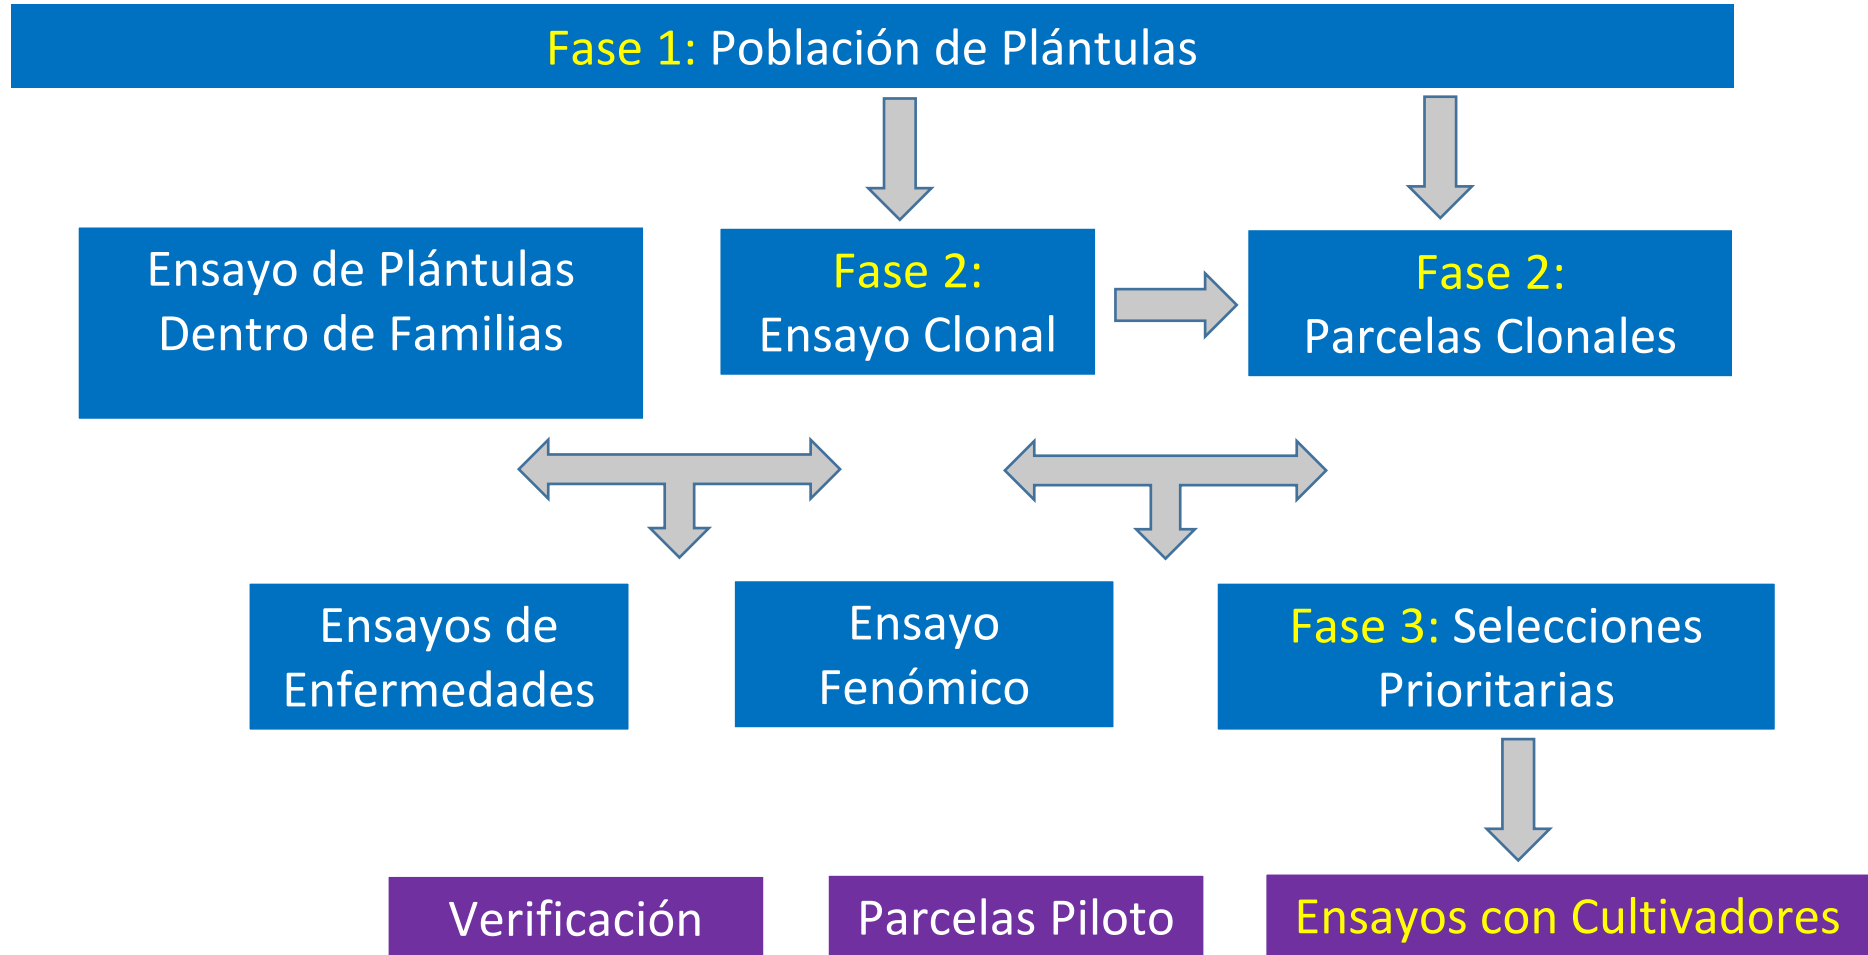 Fase 1: Población de Plántulas
Ensayo de Plántulas
Dentro de Familias
Fase 2:
Ensayo Clonal
Fase 2:
Parcelas Clonales
Ensayos de
Enfermedades
Ensayo
Fenómico
Fase 3: Selecciones
Prioritarias
Verificación
Parcelas Piloto
Ensayos con Cultivadores